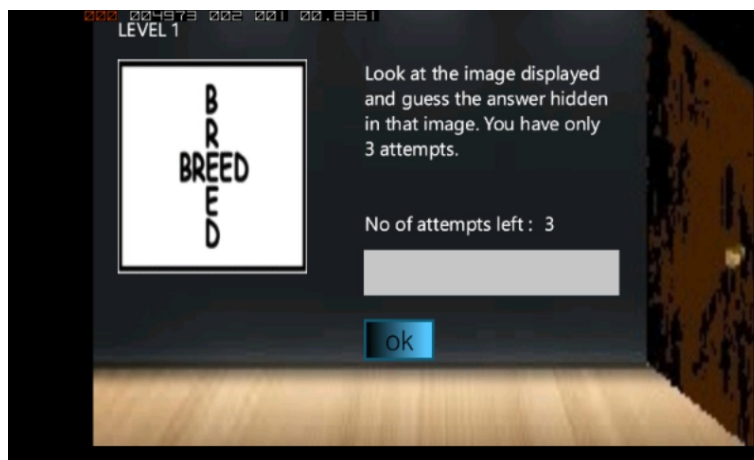 000 004973 002 001 00.8361
LEVEL 1
B
R
BREED
E
D
Look at the image displayed
and guess the answer hidden
in that image. You have only
3 attempts.
No of attempts left : 3
ok